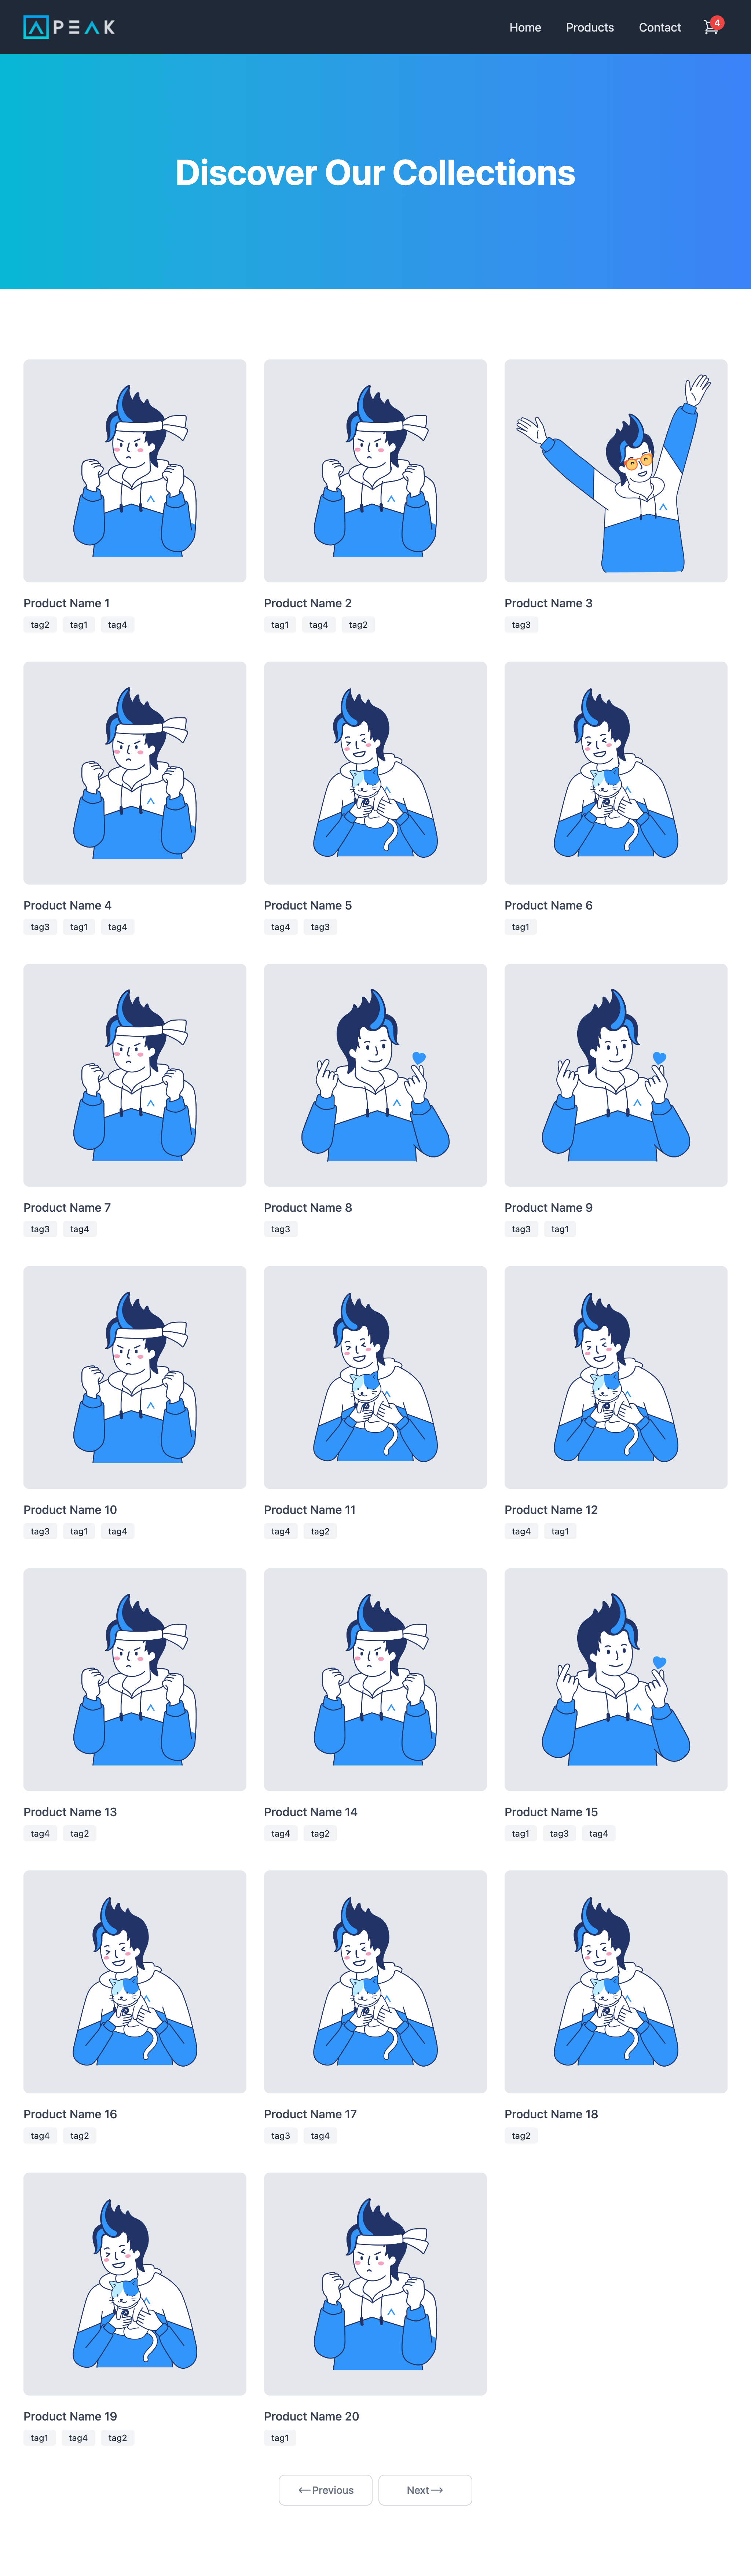 APEAK
Home Products Contact 4
Discover Our Collections
Product Name 1
tag2 tag1 tag4
Product Name 2
tag1 tag4 tag2
Product Name 3
tag3
Product Name 4
tag3 tag1 tag4
Product Name 5
tag4 tag3
Product Name 6
tag1
Product Name 7
tag3 tag4
Product Name 8
tag3
Product Name 9
tag3 tag1
Product Name 10
tag3 tag1 tag4
Product Name 11
tag4 tag2
Product Name 12
tag4 tag1
Product Name 13
tag4 tag2
Product Name 14
tag4 tag2
Product Name 15
tag1 tag3 tag4
Product Name 16
tag4 tag2
Product Name 17
tag3 tag4
Product Name 18
tag2
Product Name 19
tag1 tag4 tag2
Product Name 20
tag1
Previous
Next